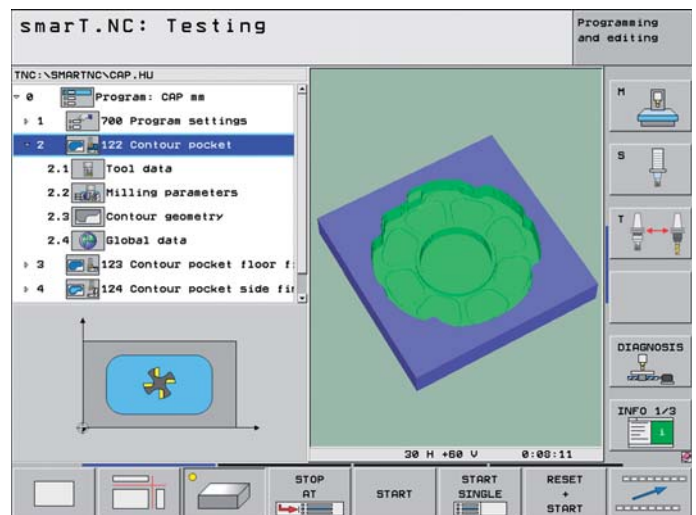 smarT.NC: Testing
Programming
and editing
TNC:\SMARTNC\CAP.HU
0 Program: CAP mm
1 700 Program settings
2 122 Contour pocket
2.1 Tool data
2.2 Milling parameters
2.3 Contour geometry
2.4 Global data
3 123 Contour pocket floor f
4 124 Contour pocket side fin
30 H +60 V 0:08:11
M
S
T
DIAGNOSIS
INFO 1/3
STOP
AT
START
START
SINGLE
RESET
+
START